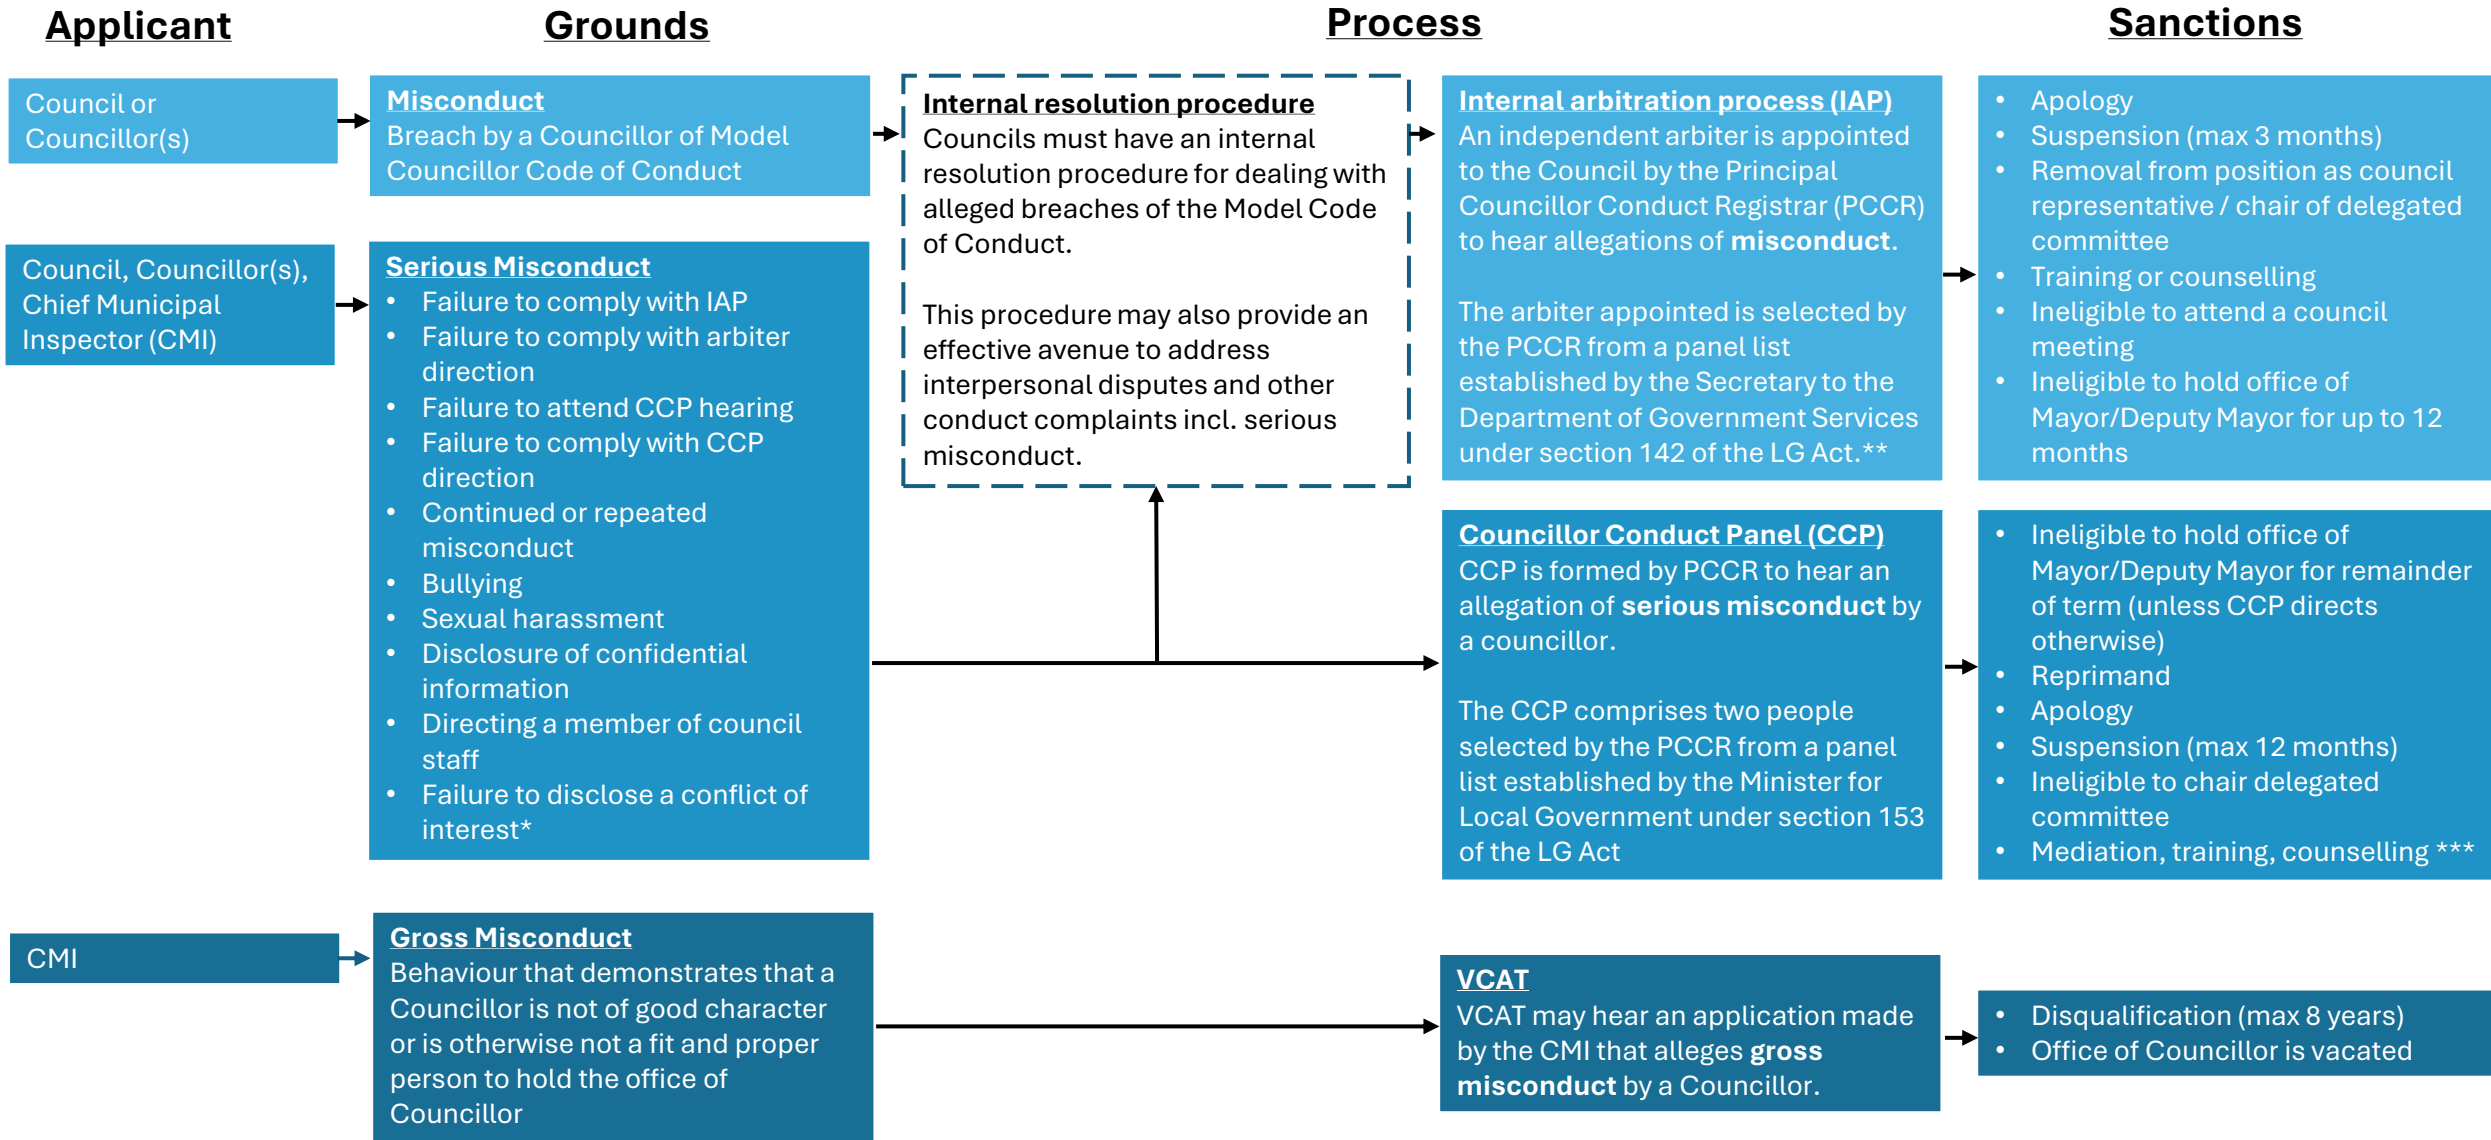 Applicant
Grounds
Process
Sanctions
Council or
Councillor(s)
Misconduct
Breach by a Councillor of Model
Councillor Code of Conduct
Internal resolution procedure
Councils must have an internal
resolution procedure for dealing with
alleged breaches of the Model Code
of Conduct.
This procedure may also provide an
effective avenue to address
interpersonal disputes and other
conduct complaints incl. serious
misconduct.
Internal arbitration process (IAP)
An independent arbiter is appointed
to the Council by the Principal
Councillor Conduct Registrar (PCCR)
to hear allegations of misconduct.
The arbiter appointed is selected by
the PCCR from a panel list
established by the Secretary to the
Department of Government Services
under section 142 of the LG Act.**
• Apology
• Suspension (max 3 months)
• Removal from position as council
representative / chair of delegated
committee
• Training or counselling
• Ineligible to attend a council
meeting
• Ineligible to hold office of
Mayor/Deputy Mayor for up to 12
months
Council, Councillor(s),
Chief Municipal
Inspector (CMI)
Serious Misconduct
• Failure to comply with IAP
• Failure to comply with arbiter
direction
• Failure to attend CCP hearing
• Failure to comply with CCP
direction
• Continued or repeated
misconduct
• Bullying
• Sexual harassment
• Disclosure of confidential
information
• Directing a member of council
staff
• Failure to disclose a conflict of
interest*
Councillor Conduct Panel (CCP)
CCP is formed by PCCR to hear an
allegation of serious misconduct by
a councillor.
The CCP comprises two people
selected by the PCCR from a panel
list established by the Minister for
Local Government under section 153
of the LG Act
• Ineligible to hold office of
Mayor/Deputy Mayor for remainder
of term (unless CCP directs
otherwise)
• Reprimand
• Apology
• Suspension (max 12 months)
• Ineligible to chair delegated
committee
• Mediation, training, counselling ***
CMI
Gross Misconduct
Behaviour that demonstrates that a
Councillor is not of good character
or is otherwise not a fit and proper
person to hold the office of
Councillor
VCAT
VCAT may hear an application made
by the CMI that alleges gross
misconduct by a Councillor.
• Disqualification (max 8 years)
• Office of Councillor is vacated